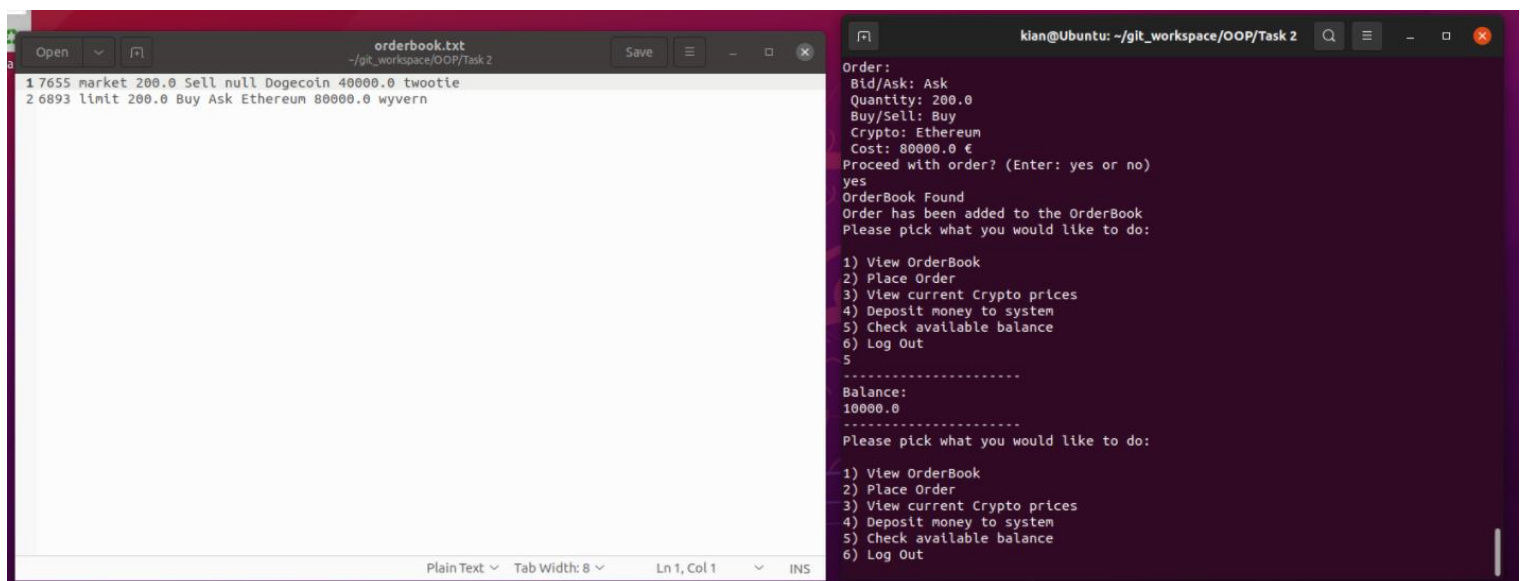 Open
orderbook.txt
~/git_workspace/OOP/Task 2
Save
1 7655 market 200.0 Sell null Dogecoin 40000.0 twootie
2 6893 limit 200.0 Buy Ask Ethereum 80000.0 wyvern
Plain Text Tab Width: 8 Ln 1, Col 1 INS
kian@Ubuntu: ~/git_workspace/OOP/Task 2
Order:
Bid/Ask: Ask
Quantity: 200.0
Buy/Sell: Buy
Crypto: Ethereum
Cost: 80000.0 €
Proceed with order? (Enter: yes or no)
yes
OrderBook Found
Order has been added to the OrderBook
Please pick what you would like to do:
1) View OrderBook
2) Place Order
3) View current Crypto prices
4) Deposit money to system
5) Check available balance
6) Log Out
5
-----------------------
Balance:
10000.0
-----------------------
Please pick what you would like to do:
1) View OrderBook
2) Place Order
3) View current Crypto prices
4) Deposit money to system
5) Check available balance
6) Log Out